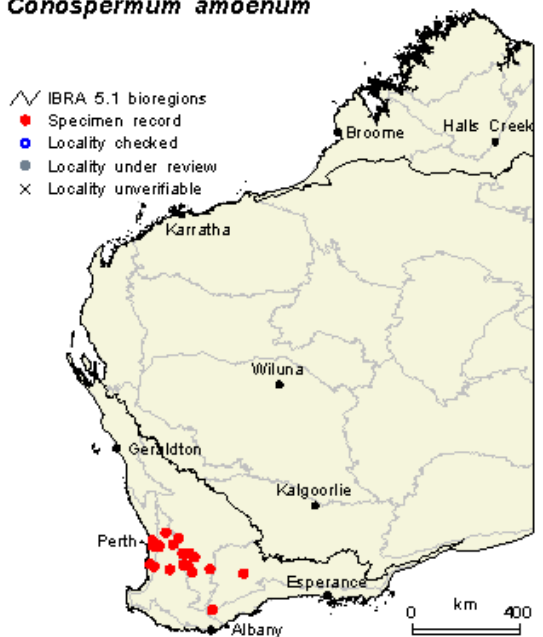 Conospermum amoenum
IBRA 5.1 bioregions
Specimen record
Locality checked
Locality under review
Locality unverifiable
Broome
Halls Creek
Karratha
Wiluna
Geraldton
Kalgoorlie
Perth
Esperance
Albany
km
0 400